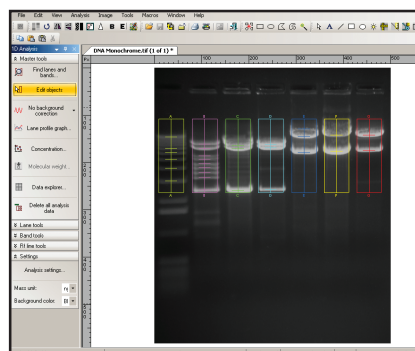 File Edit View Analysis Image Tools Macros Window Help
1D Analysis
DNA Monochrome.tif (1 of 1) *
Master tools
Find lanes and
bands...
Edit objects
No background
correction
Lane profile graph...
Concentration...
Molecular weight...
Data explorer...
Delete all analysis
data
Lane tools
Band tools
Rf line tools
Settings
Analysis settings...
Mass unit:
Background color:
100 200 300 400 500
A B C D E F G
A B C D E F G